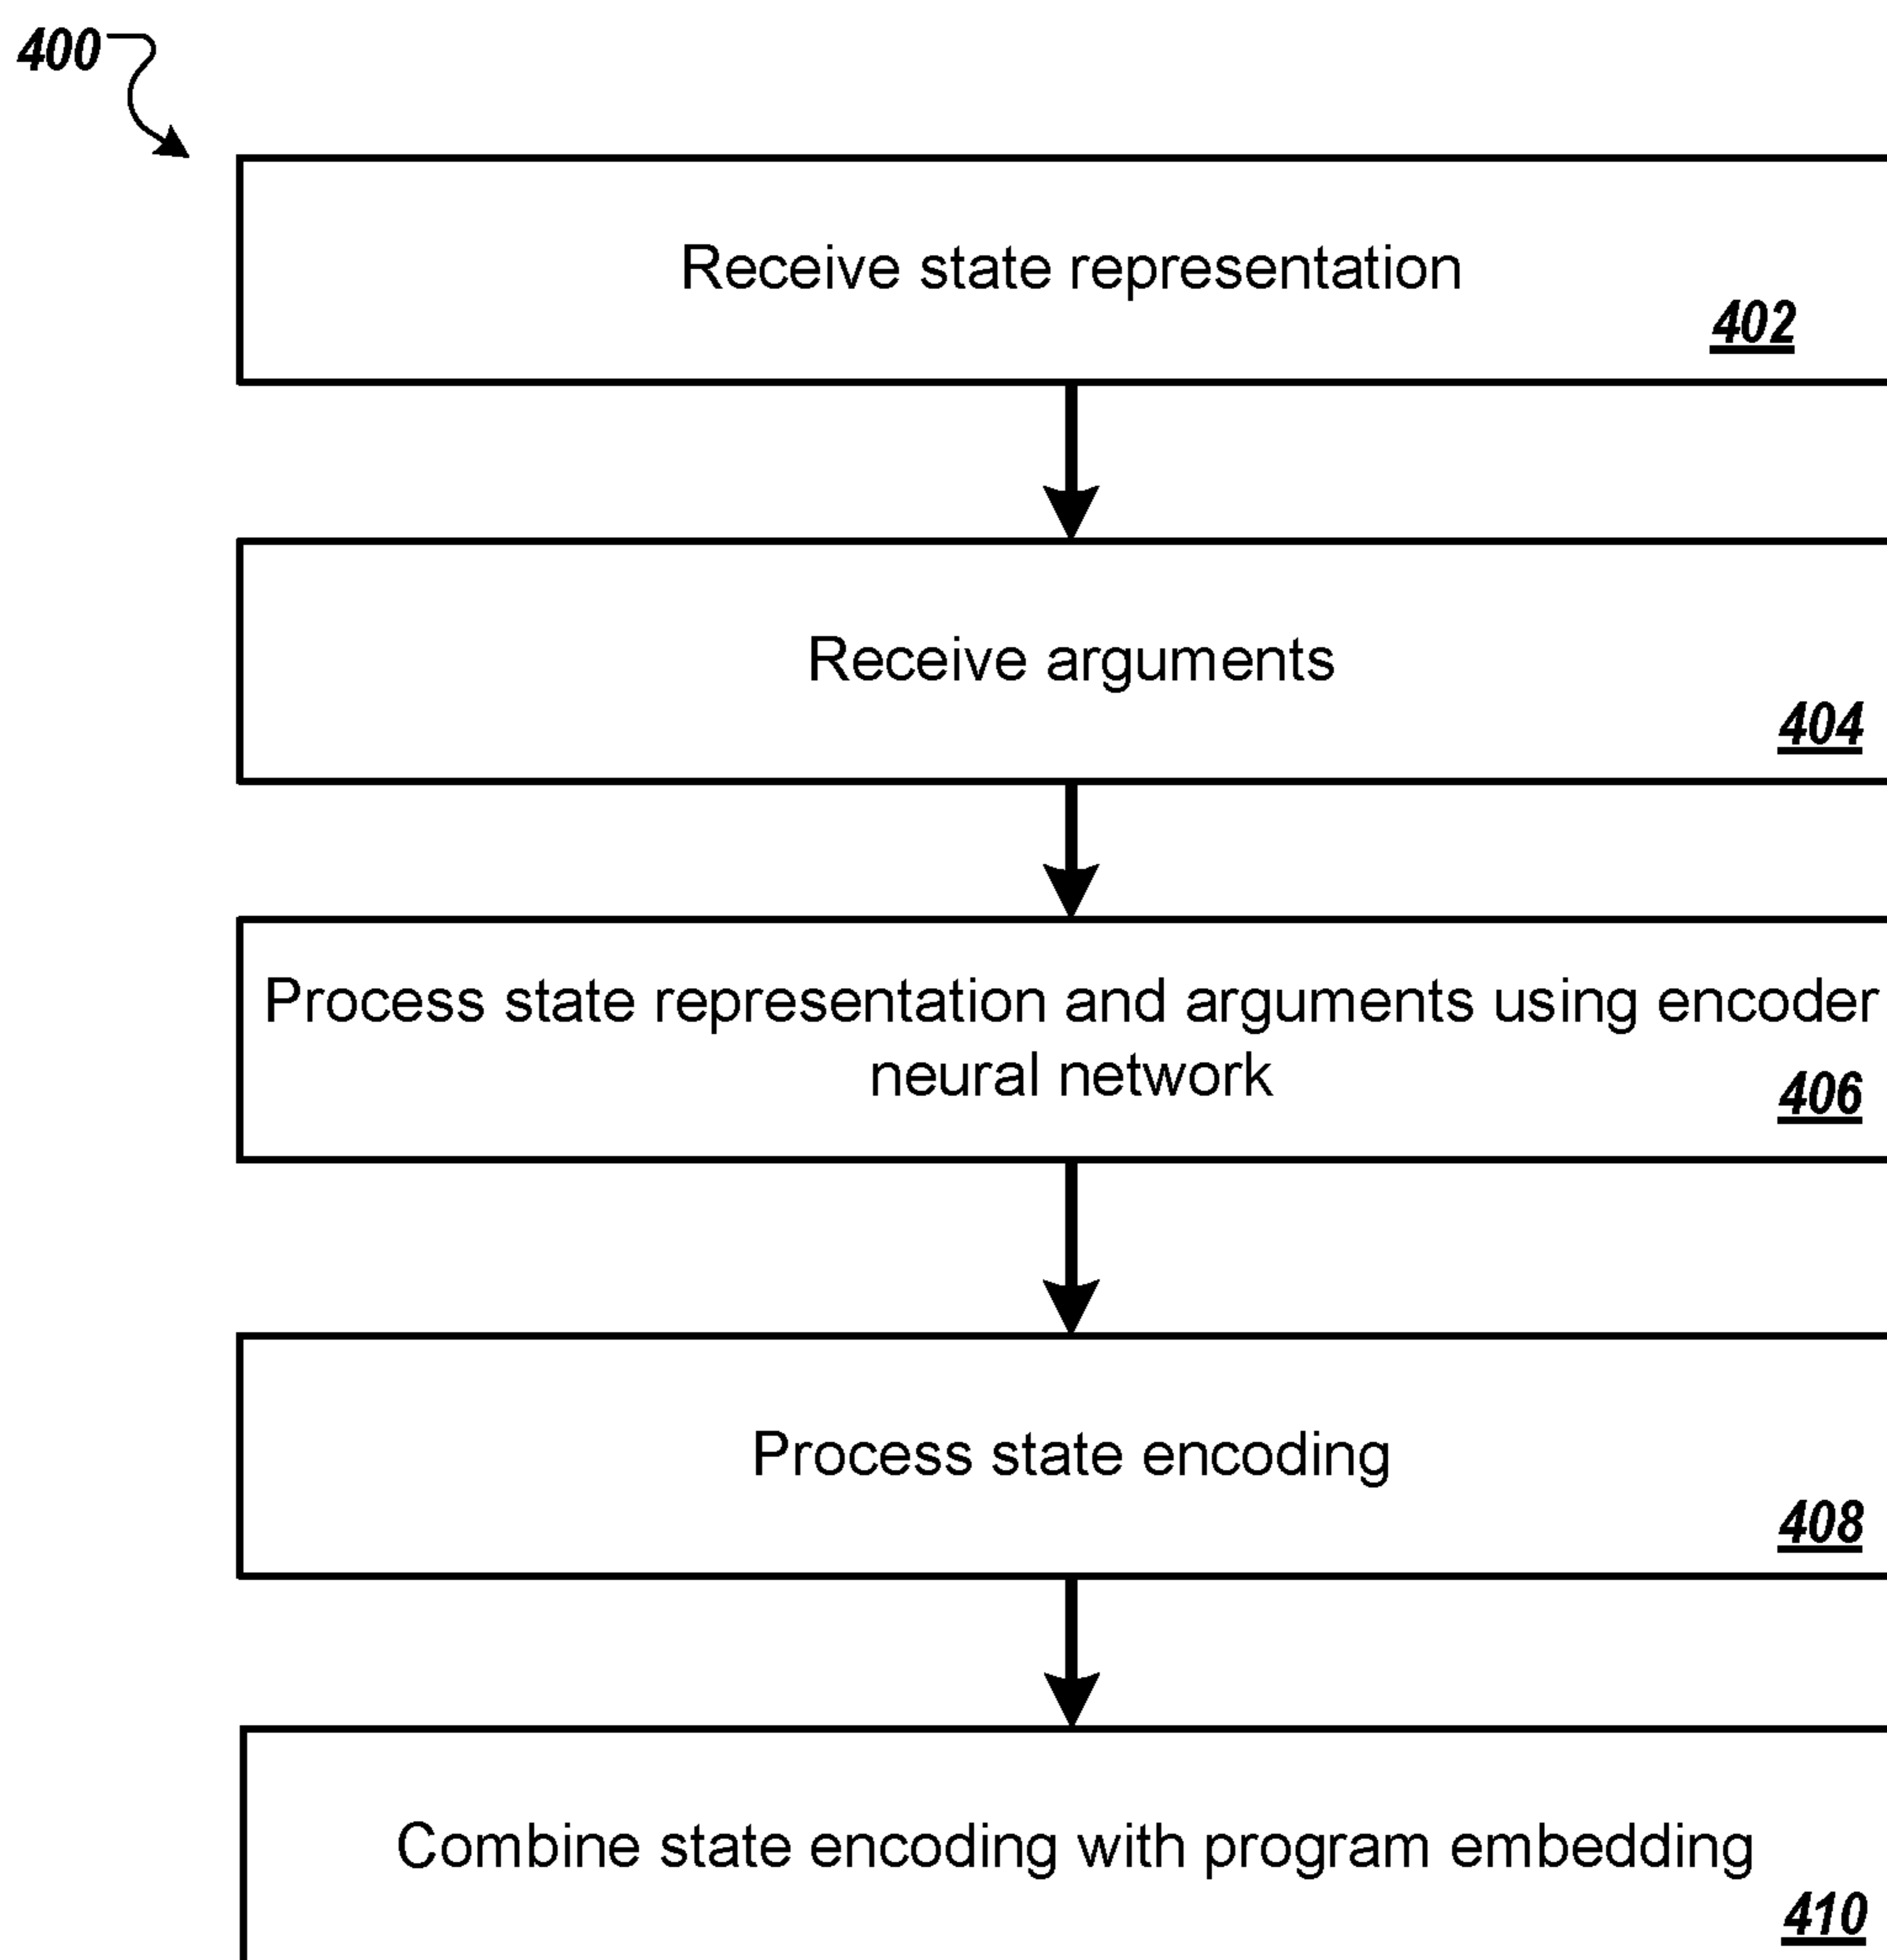 400
Receive state representation
402
Receive arguments
404
Process state representation and arguments using encoder
neural network
406
Process state encoding
408
Combine state encoding with program embedding
410